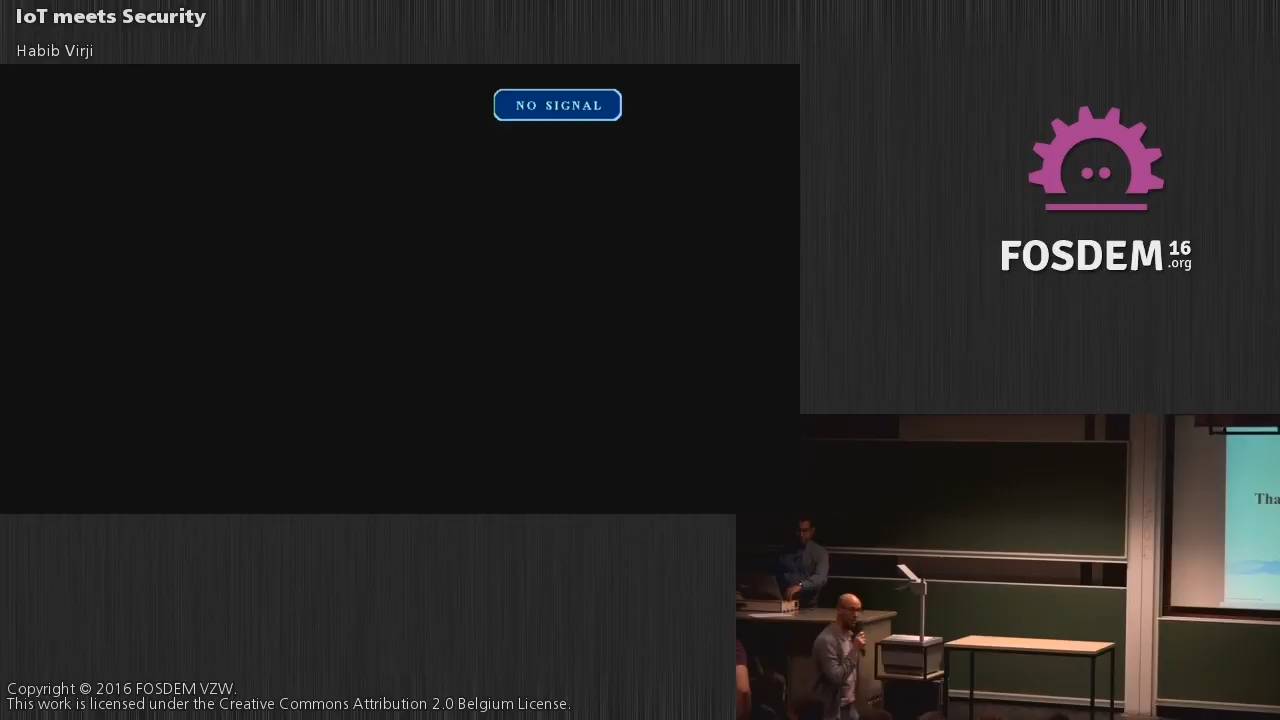 IoT meets Security
Habib Virji
NO SIGNAL
FOSDEM 16
.org
Tha
Copyright © 2016 FOSDEM VZW.
This work is licensed under the Creative Commons Attribution 2.0 Belgium License.